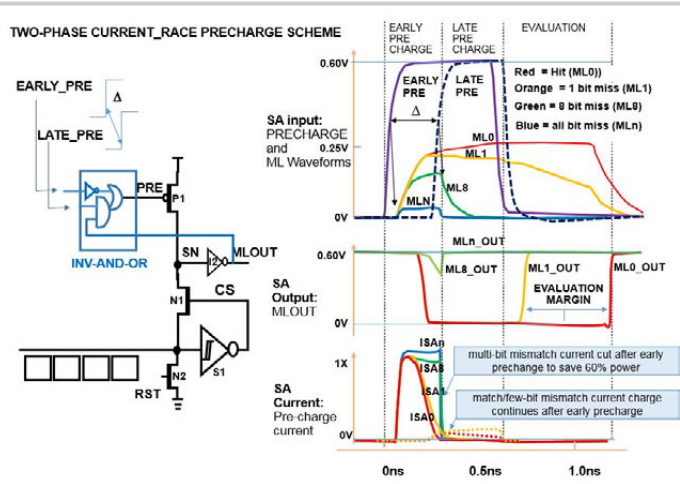 TWO-PHASE CURRENT_RACE PRECHARGE SCHEME
EARLY_PRE
Δ
LATE_PRE
PRE
P1
INV-AND-OR
SN
I2
MLOUT
N1
CS
S1
N2
RST
EARLY
PRE
CHARGE
LATE
PRE
CHARGE
EVALUATION
0.60V
EARLY
PRE
Δ
LATE
PRE
Red = Hit (ML0))
Orange = 1 bit miss (ML1)
Green = 8 bit miss (ML8)
Blue = all bit miss (MLn)
SA input:
PRECHARGE
and
ML Waveforms
0.25V
ML0
ML1
ML8
MLN
0V
MLn_OUT
0.60V
ML8_OUT
ML1_OUT
ML0_OUT
SA
Output:
MLOUT
EVALUATION
MARGIN
0V
ISAn
ISA8
ISA1
ISA0
1X
SA
Current:
Pre-charge
current
0V
multi-bit mismatch current cut after early
prechange to save 60% power
match/few-bit mismatch current charge
continues after early precharge
0ns
0.5ns
1.0ns